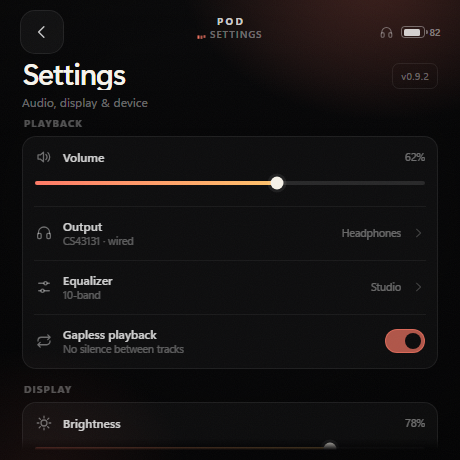 POD
SETTINGS
82
Settings
v0.9.2
Audio, display & device
PLAYBACK
Volume
62%
Output
CS43131 · wired
Headphones
Equalizer
10-band
Studio
Gapless playback
No silence between tracks
DISPLAY
Brightness
78%